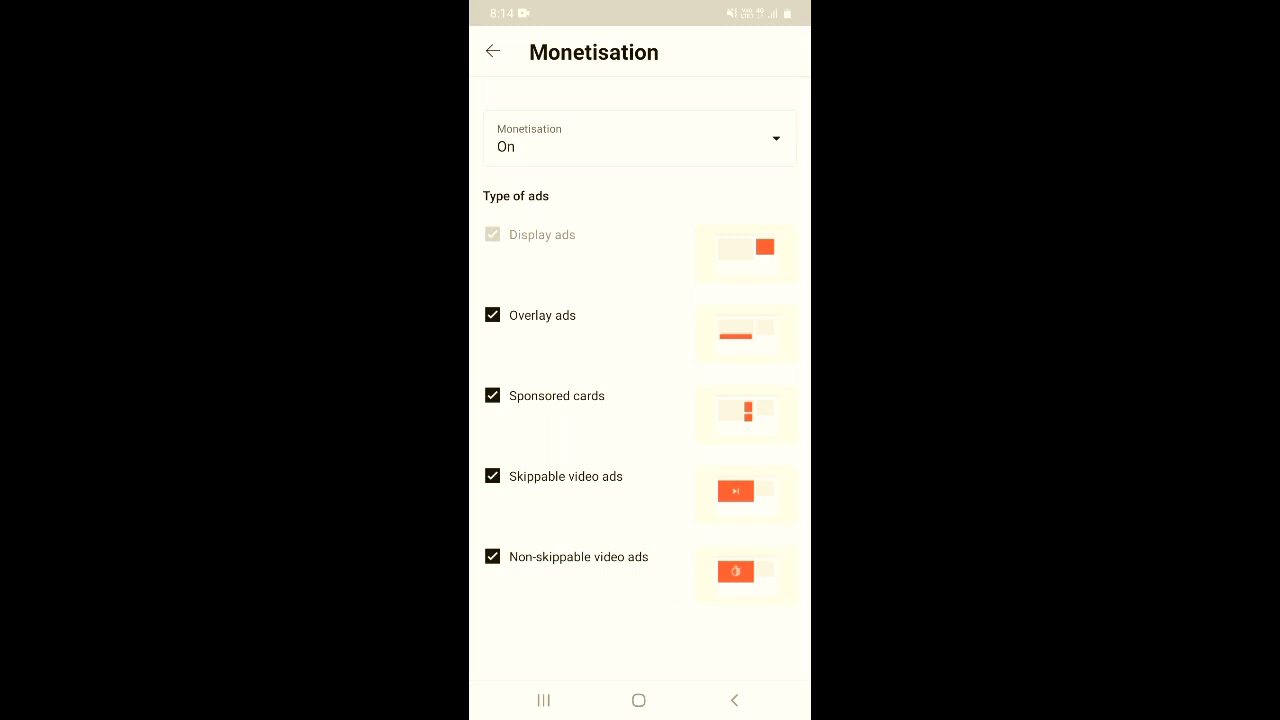 8:14
Monetisation
Monetisation
On
Type of ads
Display ads
Overlay ads
Sponsored cards
Skippable video ads
Non-skippable video ads